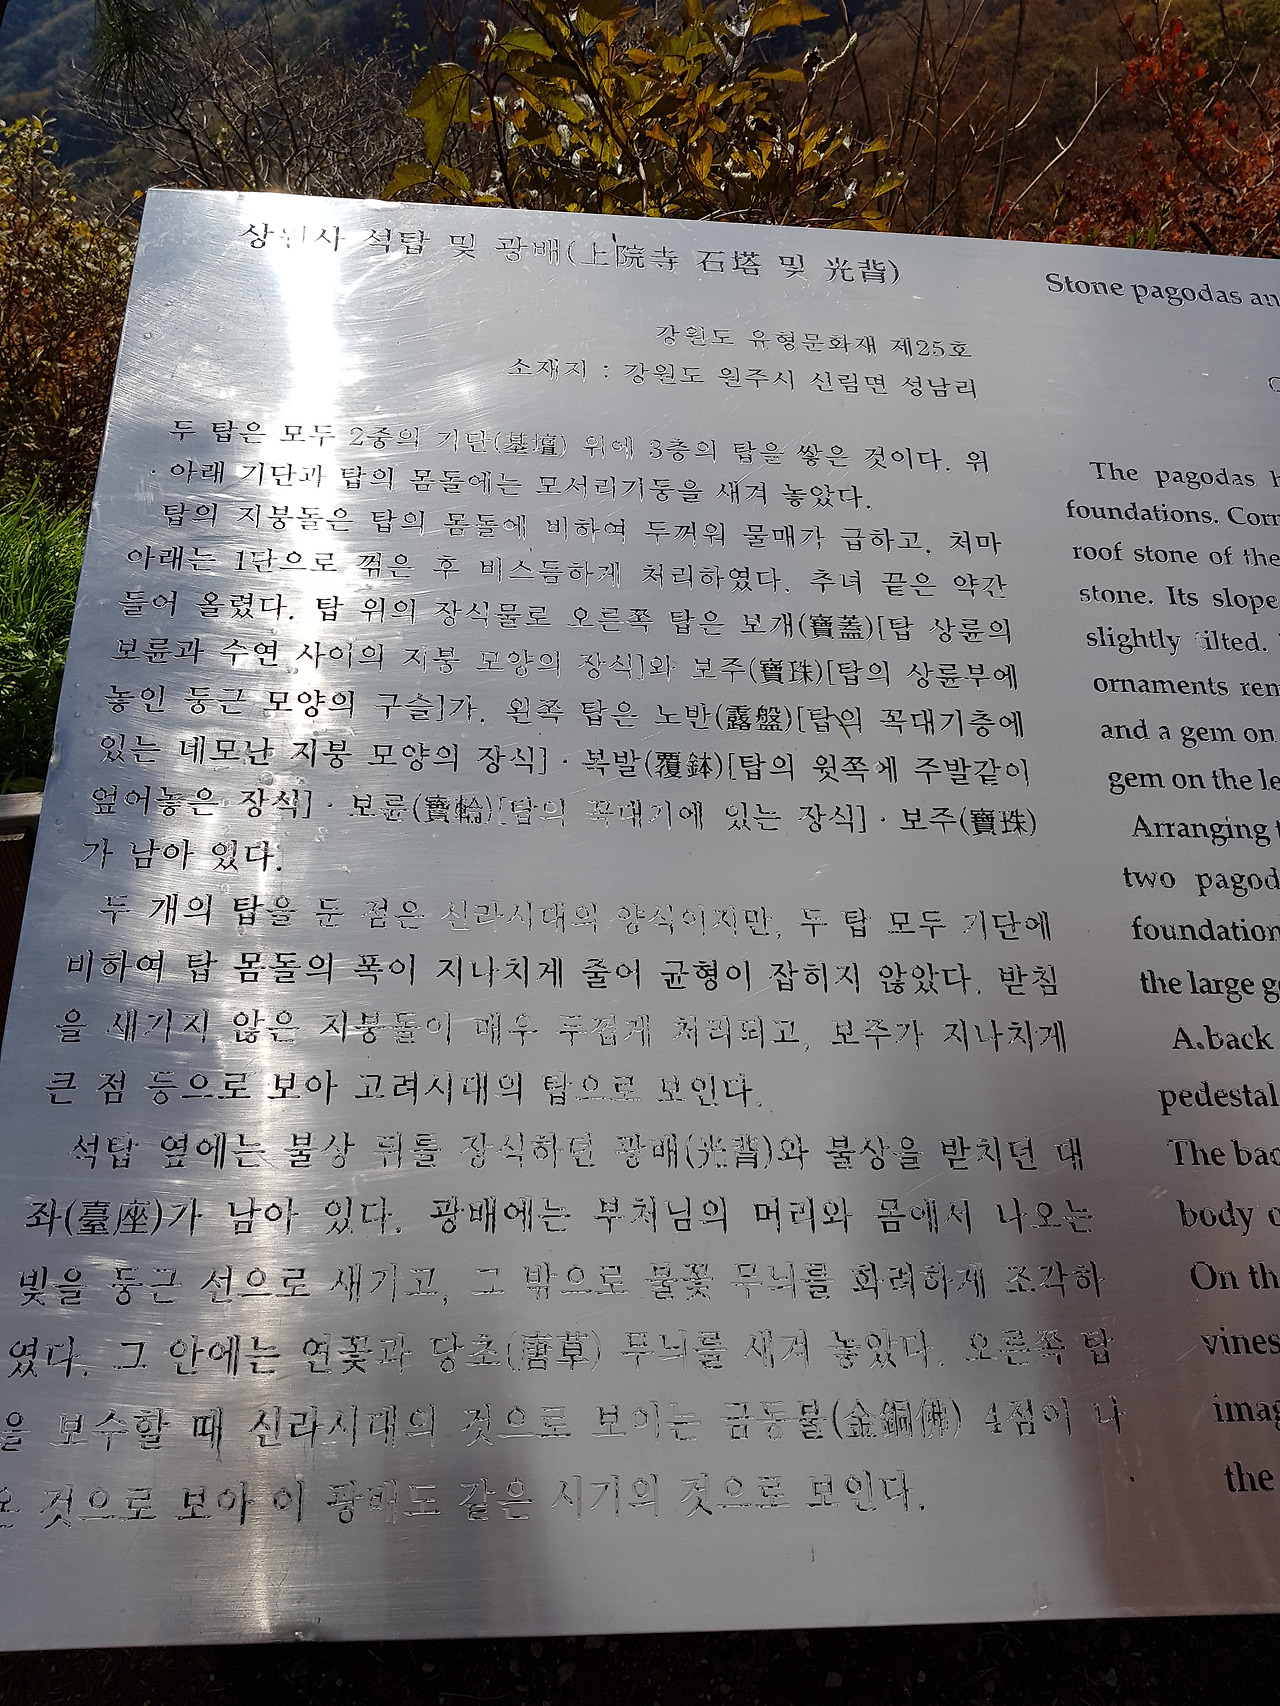 상원사 석탑 및 광배(上院寺 石塔 및 光背)
강원도 유형문화재 제25호
소재지 : 강원도 원주시 신림면 성남리
두 탑은 모두 2중의 기단(基壇) 위에 3층의 탑을 쌓은 것이다. 위
· 아래 기단과 탑의 몸돌에는 모서리기둥을 새겨 놓았다.
탑의 지붕돌은 탑의 몸돌에 비하여 두꺼워 물매가 급하고, 처마
아래는 1단으로 꺾은 후 비스듬하게 처리하였다. 추녀 끝은 약간
들어 올렸다. 탑 위의 장식물로 오른쪽 탑은 보개(寶蓋)[탑 상륜의
보륜과 수연 사이의 지붕 모양의 장식]와 보주(寶珠)[탑의 상륜부에
놓인 둥근 모양의 구슬]가, 왼쪽 탑은 노반(露盤)[탑의 꼭대기층에
있는 네모난 지붕 모양의 장식] · 복발(覆鉢)[탑의 윗쪽에 주발같이
엎어놓은 장식] · 보륜(寶輪)[탑의 꼭대기에 있는 장식] · 보주(寶珠)
가 남아 있다.
두 개의 탑을 둔 점은 신라시대의 양식이지만, 두 탑 모두 기단에
비하여 탑 몸돌의 폭이 지나치게 줄어 균형이 잡히지 않았다. 받침
을 새기지 않은 지붕돌이 매우 두껍게 처리되고, 보주가 지나치게
큰 점 등으로 보아 고려시대의 탑으로 보인다.
석탑 옆에는 불상 뒤를 장식하던 광배(光背)와 불상을 받치던 대
좌(臺座)가 남아 있다. 광배에는 부처님의 머리와 몸에서 나오는
빛을 둥근 선으로 새기고, 그 밖으로 불꽃 무늬를 화려하게 조각하
였다. 그 안에는 연꽃과 당초(唐草) 무늬를 새겨 놓았다. 오른쪽 탑
을 보수할 때 신라시대의 것으로 보이는 금동불(金銅佛) 4점이 나
온 것으로 보아 이 광배도 같은 시기의 것으로 보인다.
Stone pagodas an
The pagodas h
foundations. Corn
roof stone of the
stone. Its slope
slightly tilted.
ornaments rem
and a gem on
gem on the le
Arranging t
two pagod
foundation
the large g
A back
pedestal
The bac
body o
On th
vines
imag
the